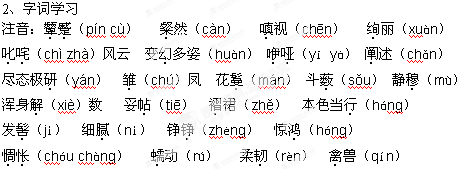 2、字词学习
注音：颦蹙（pín cù） 粲然（càn） 嗔视（chēn） 绚丽（xuàn）
叱咤（chì zhà）风云 变幻多姿（huàn） 咿哑（yī yā）阐述（chǎn）
尽态极研（yán） 雏（chú）凤 花鬘（mán） 斗薮（sǒu） 静穆（mù）
浑身解（xiè）数 妥帖（tiē） 褶裙（zhě） 本色当行（háng）
发髻（jì） 细腻（nì） 铮铮（zhēng） 惊鸿（hóng）
惆怅（chóu chàng） 蠕动（rú） 柔韧（rèn） 禽兽（qín）